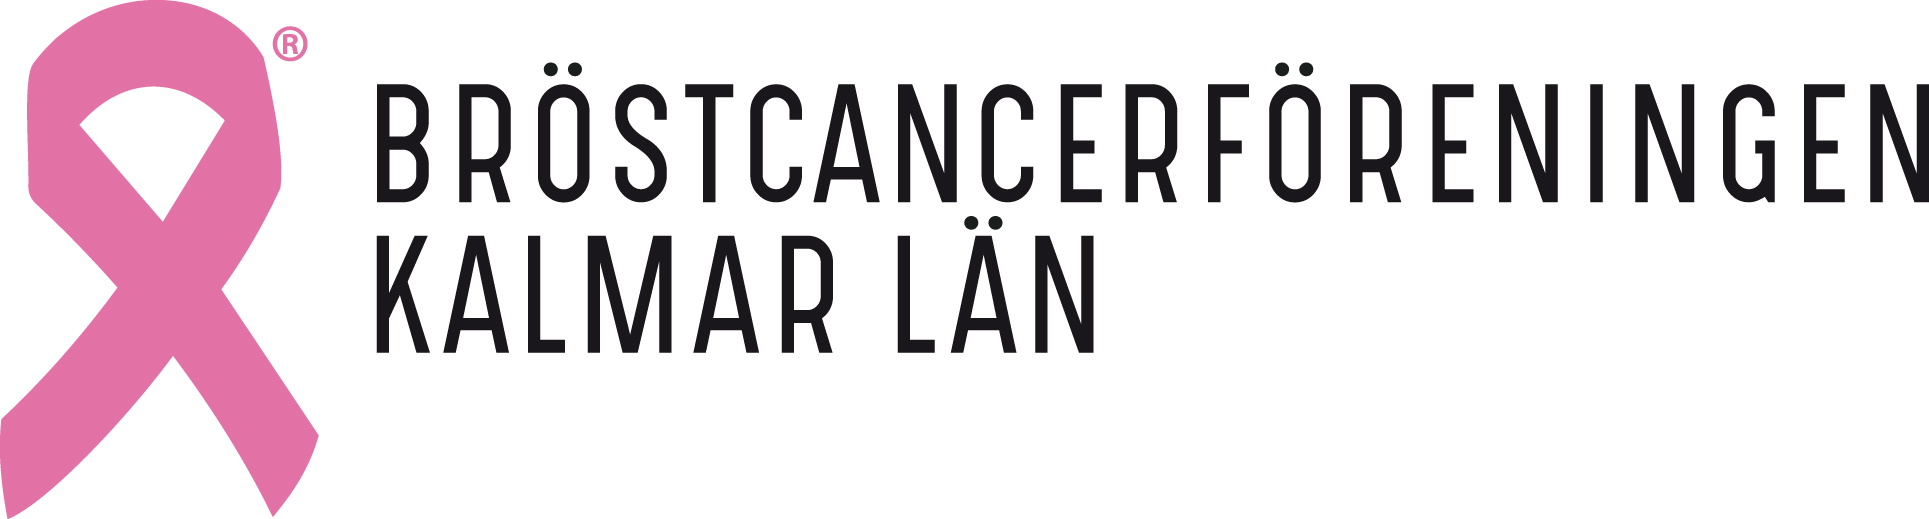 ®
BRÖSTCANCERFÖRENINGEN
KALMAR LÄN